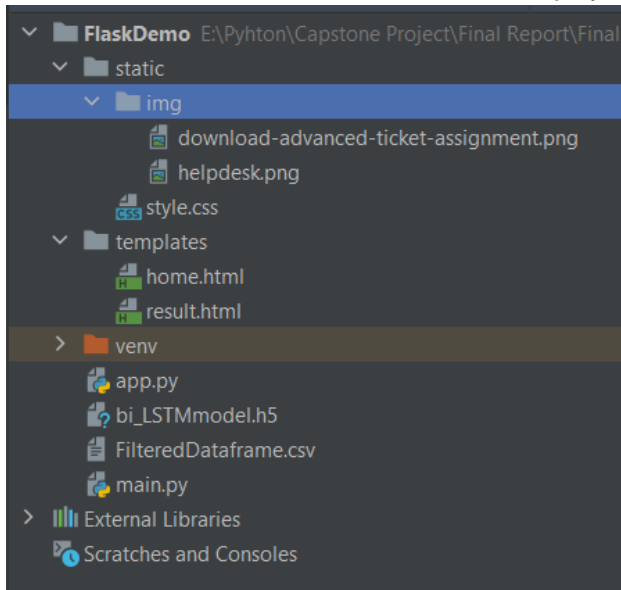 FlaskDemo E:\Pyhton\Capstone Project\Final Report\Final
static
img
download-advanced-ticket-assignment.png
helpdesk.png
CSS style.css
templates
H home.html
H result.html
venv
app.py
? bi_LSTMmodel.h5
FilteredDataframe.csv
main.py
External Libraries
Scratches and Consoles